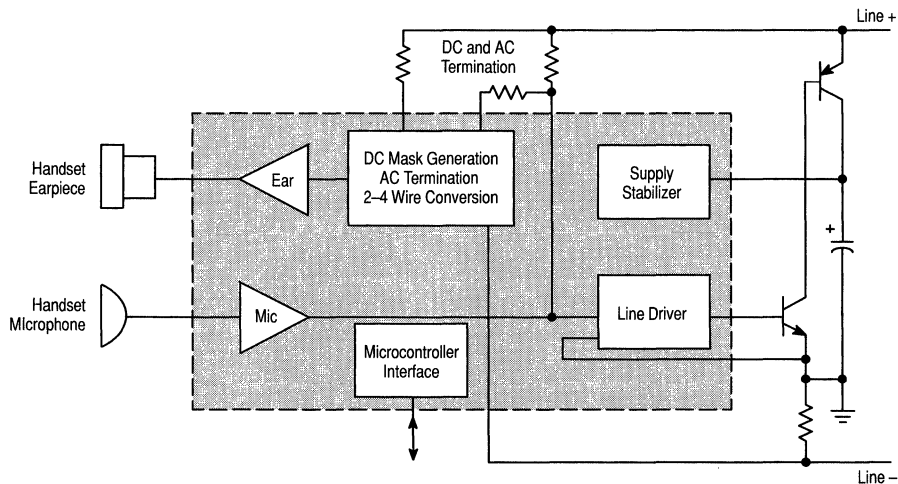 Line +
DC and AC
Termination
Handset
Earpiece
Ear
DC Mask Generation
AC Termination
2–4 Wire Conversion
Supply
Stabilizer
+
Handset
MIcrophone
Mic
Line Driver
Microcontroller
Interface
Line –